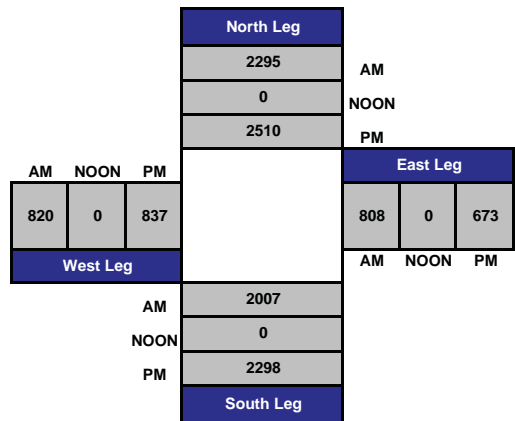 North Leg
2295 AM
0 NOON
2510 PM
AM NOON PM
East Leg
820 0 837
808 0 673
West Leg
AM NOON PM
AM 2007
NOON 0
PM 2298
South Leg